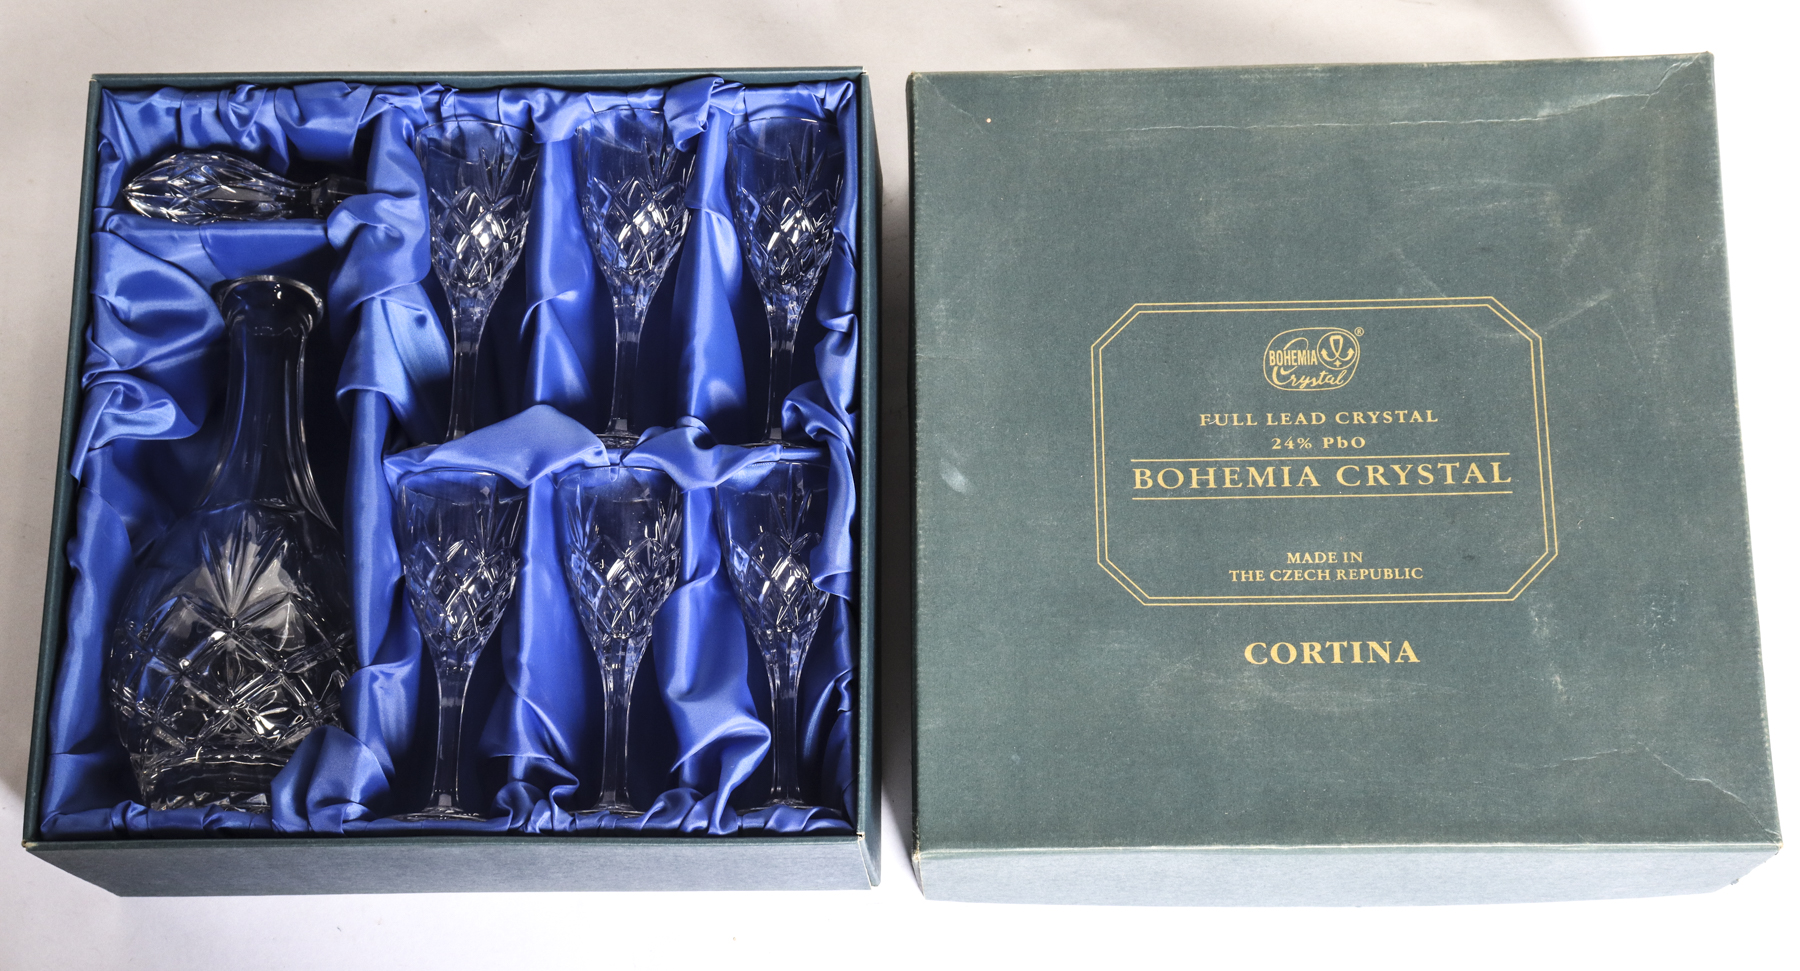 BOHEMIA
Crystal
®
FULL LEAD CRYSTAL
24% PbO
BOHEMIA CRYSTAL
MADE IN
THE CZECH REPUBLIC
CORTINA